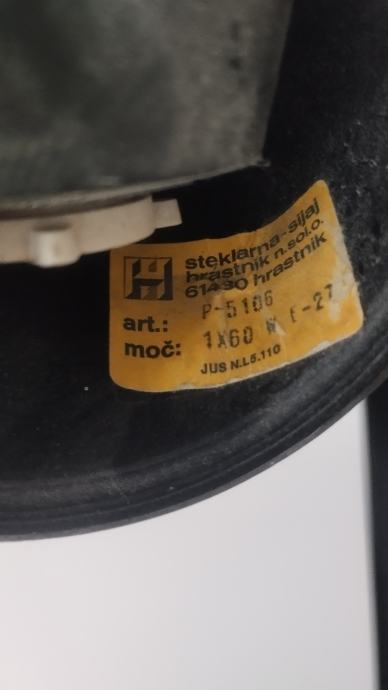 H
steklarna-sijaj
hrastnik n.sol.o.
61430 hrastnik
art.: P-5106
moč: 1X60 W E-27
JUS N.L5.110